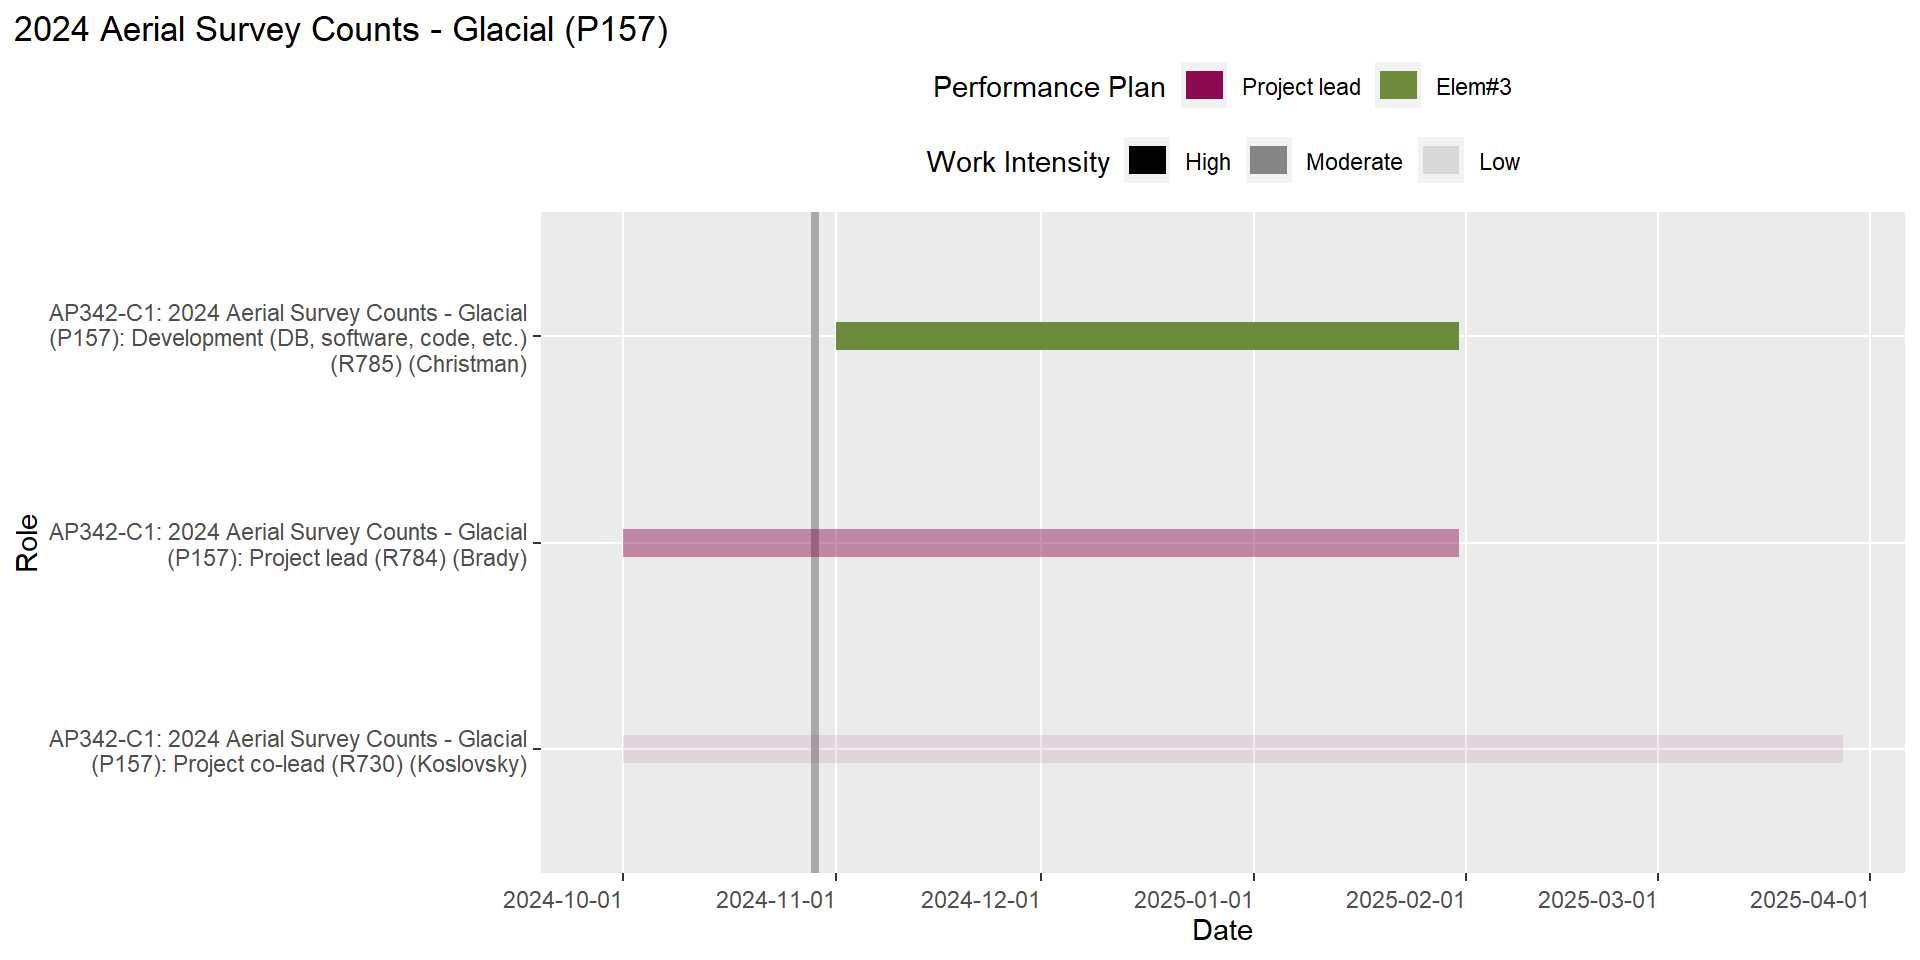 2024 Aerial Survey Counts - Glacial (P157)
Performance Plan Project lead Elem#3
Work Intensity High Moderate Low
AP342-C1: 2024 Aerial Survey Counts - Glacial
(P157): Development (DB, software, code, etc.)
(R785) (Christman)
Role
AP342-C1: 2024 Aerial Survey Counts - Glacial
(P157): Project lead (R784) (Brady)
AP342-C1: 2024 Aerial Survey Counts - Glacial
(P157): Project co-lead (R730) (Koslovsky)
2024-10-01 2024-11-01 2024-12-01 2025-01-01 2025-02-01 2025-03-01 2025-04-01
Date